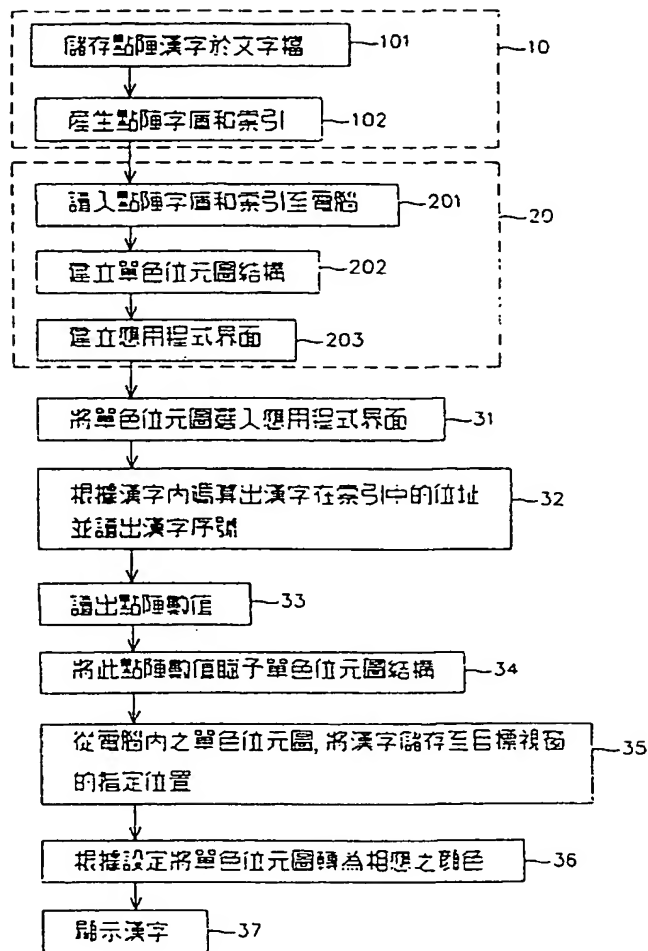 儲存點陣漢字於文字檔
101
10
產生點陣字庫和索引
102
讀入點陣字庫和索引至電腦
201
20
建立單色位元圖結構
202
建立應用程式界面
203
將單色位元圖選入應用程式界面
31
根據漢字內碼算出漢字在索引中的位址
並讀出漢字序號
32
讀出點陣數值
33
將此點陣數值賦予單色位元圖結構
34
從電腦內之單色位元圖, 將漢字儲存至目標視窗
的指定位置
35
根據設定將單色位元圖轉為相應之顏色
36
顯示漢字
37